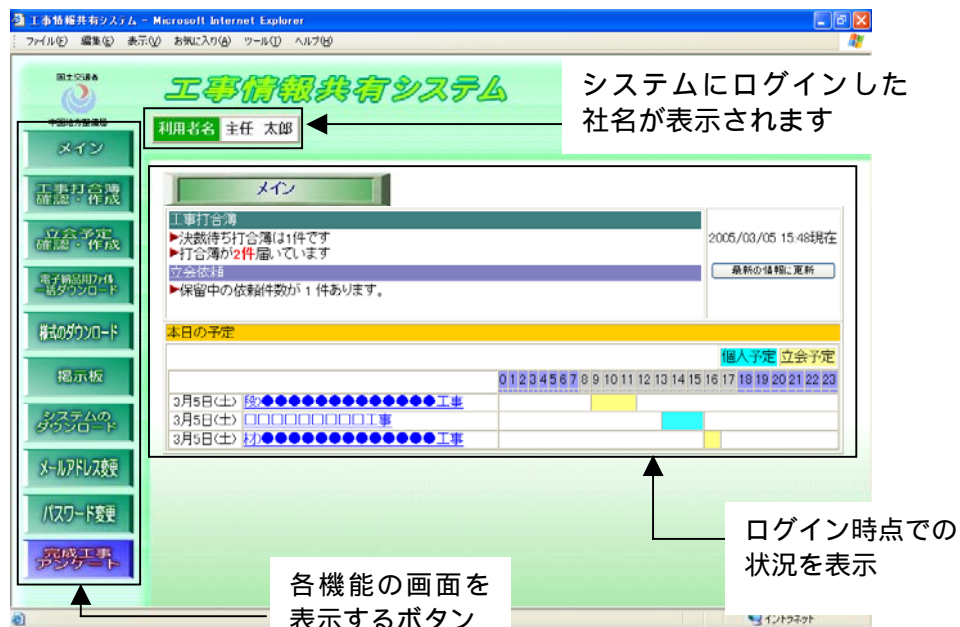 工事情報共有システム - Microsoft Internet Explorer
ファイル(F) 編集(E) 表示(V) お気に入り(A) ツール(T) ヘルプ(H)
国土交通省
中国地方整備局
工事情報共有システム
システムにログインした
社名が表示されます
利用者名 主任 太郎
メイン
工事打合簿
確認・作成
立会予定
確認・作成
電子納品用ファイル
一括ダウンロード
様式のダウンロード
掲示板
システムの
ダウンロード
メールアドレス変更
パスワード変更
完成工事
アンケート
メイン
工事打合簿
▶決裁待ち打合簿は1件です
▶打合簿が2件届いています
立会依頼
▶保留中の依頼件数が 1 件あります。
2005/03/05 15:48現在
最新の情報に更新
本日の予定
個人予定 立会予定
0 1 2 3 4 5 6 7 8 9 10 11 12 13 14 15 16 17 18 19 20 21 22 23
3月5日(土) 段)●●●●●●●●●●●●●工事
3月5日(土) □□□□□□□□□工事
3月5日(土) 材)●●●●●●●●●●●●●工事
ログイン時点での
状況を表示
各機能の画面を
表示するボタン
イントラネット